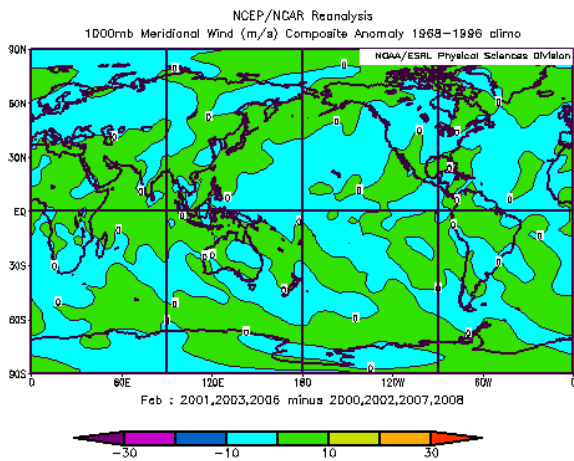 NCEP/NCAR Reanalysis
1000mb Meridional Wind (m/s) Composite Anomaly 1968-1996 climo
NOAA/ESRL Physical Sciences Division
90N
60N
30N
EQ
30S
60S
90S
0 60E 120E 180 120W 60W 0
Feb : 2001,2003,2006 minus 2000,2002,2007,2008
-30 -10 10 30